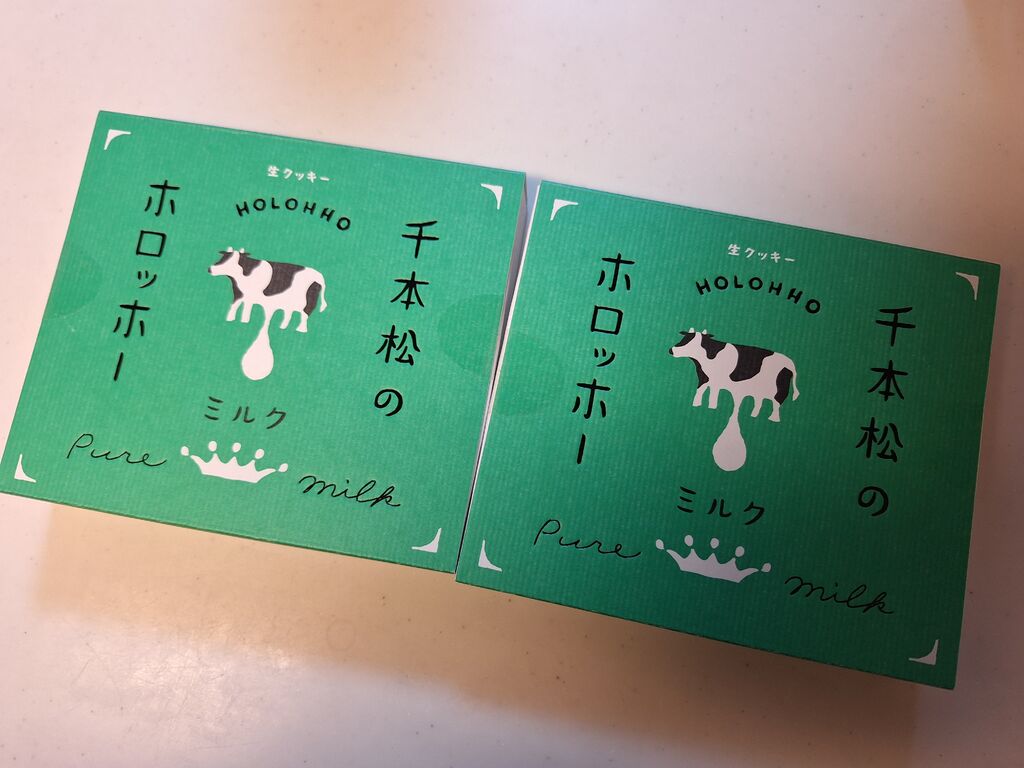 生クッキー
HOLOHHO
千本松の
ホロッホー
ミルク
Pure milk
生クッキー
HOLOHHO
千本松の
ホロッホー
ミルク
Pure milk